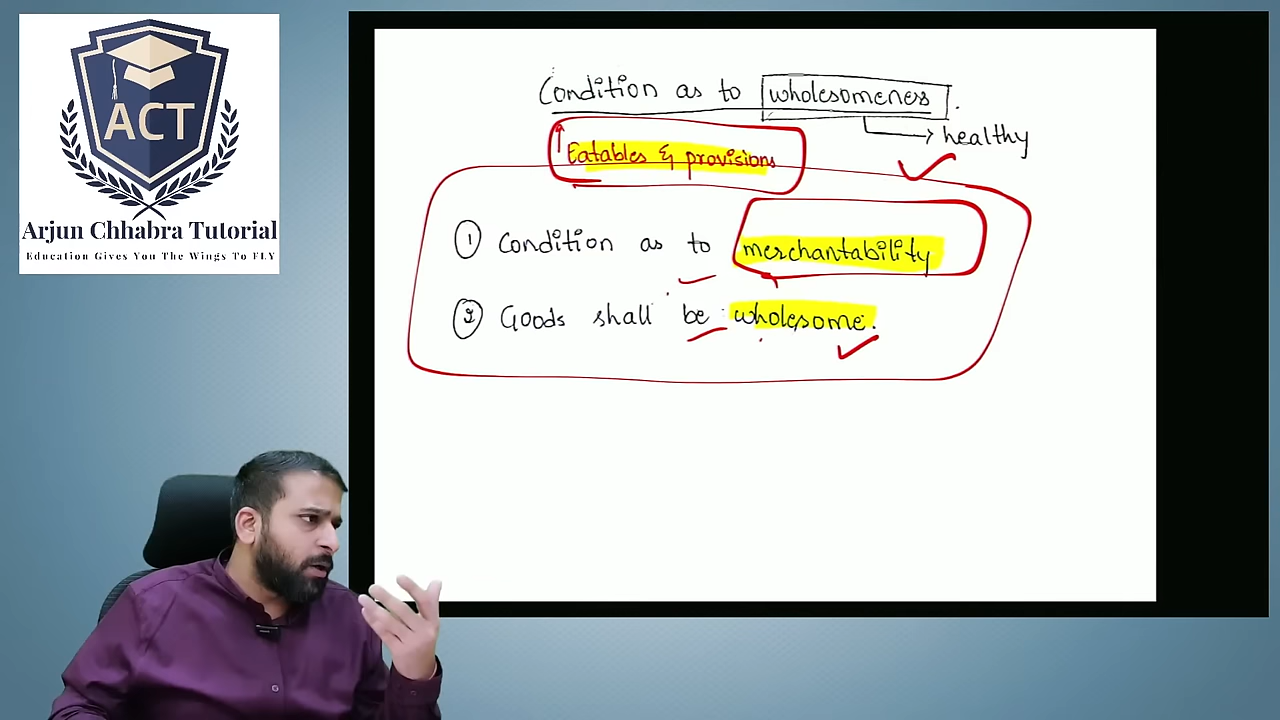 ACT
Arjun Chhabra Tutorial
Education Gives You The Wings To FLY
Condition as to wholesomeness.
healthy
Eatables & provisions
1 Condition as to merchantability
2 Goods shall be wholesome.